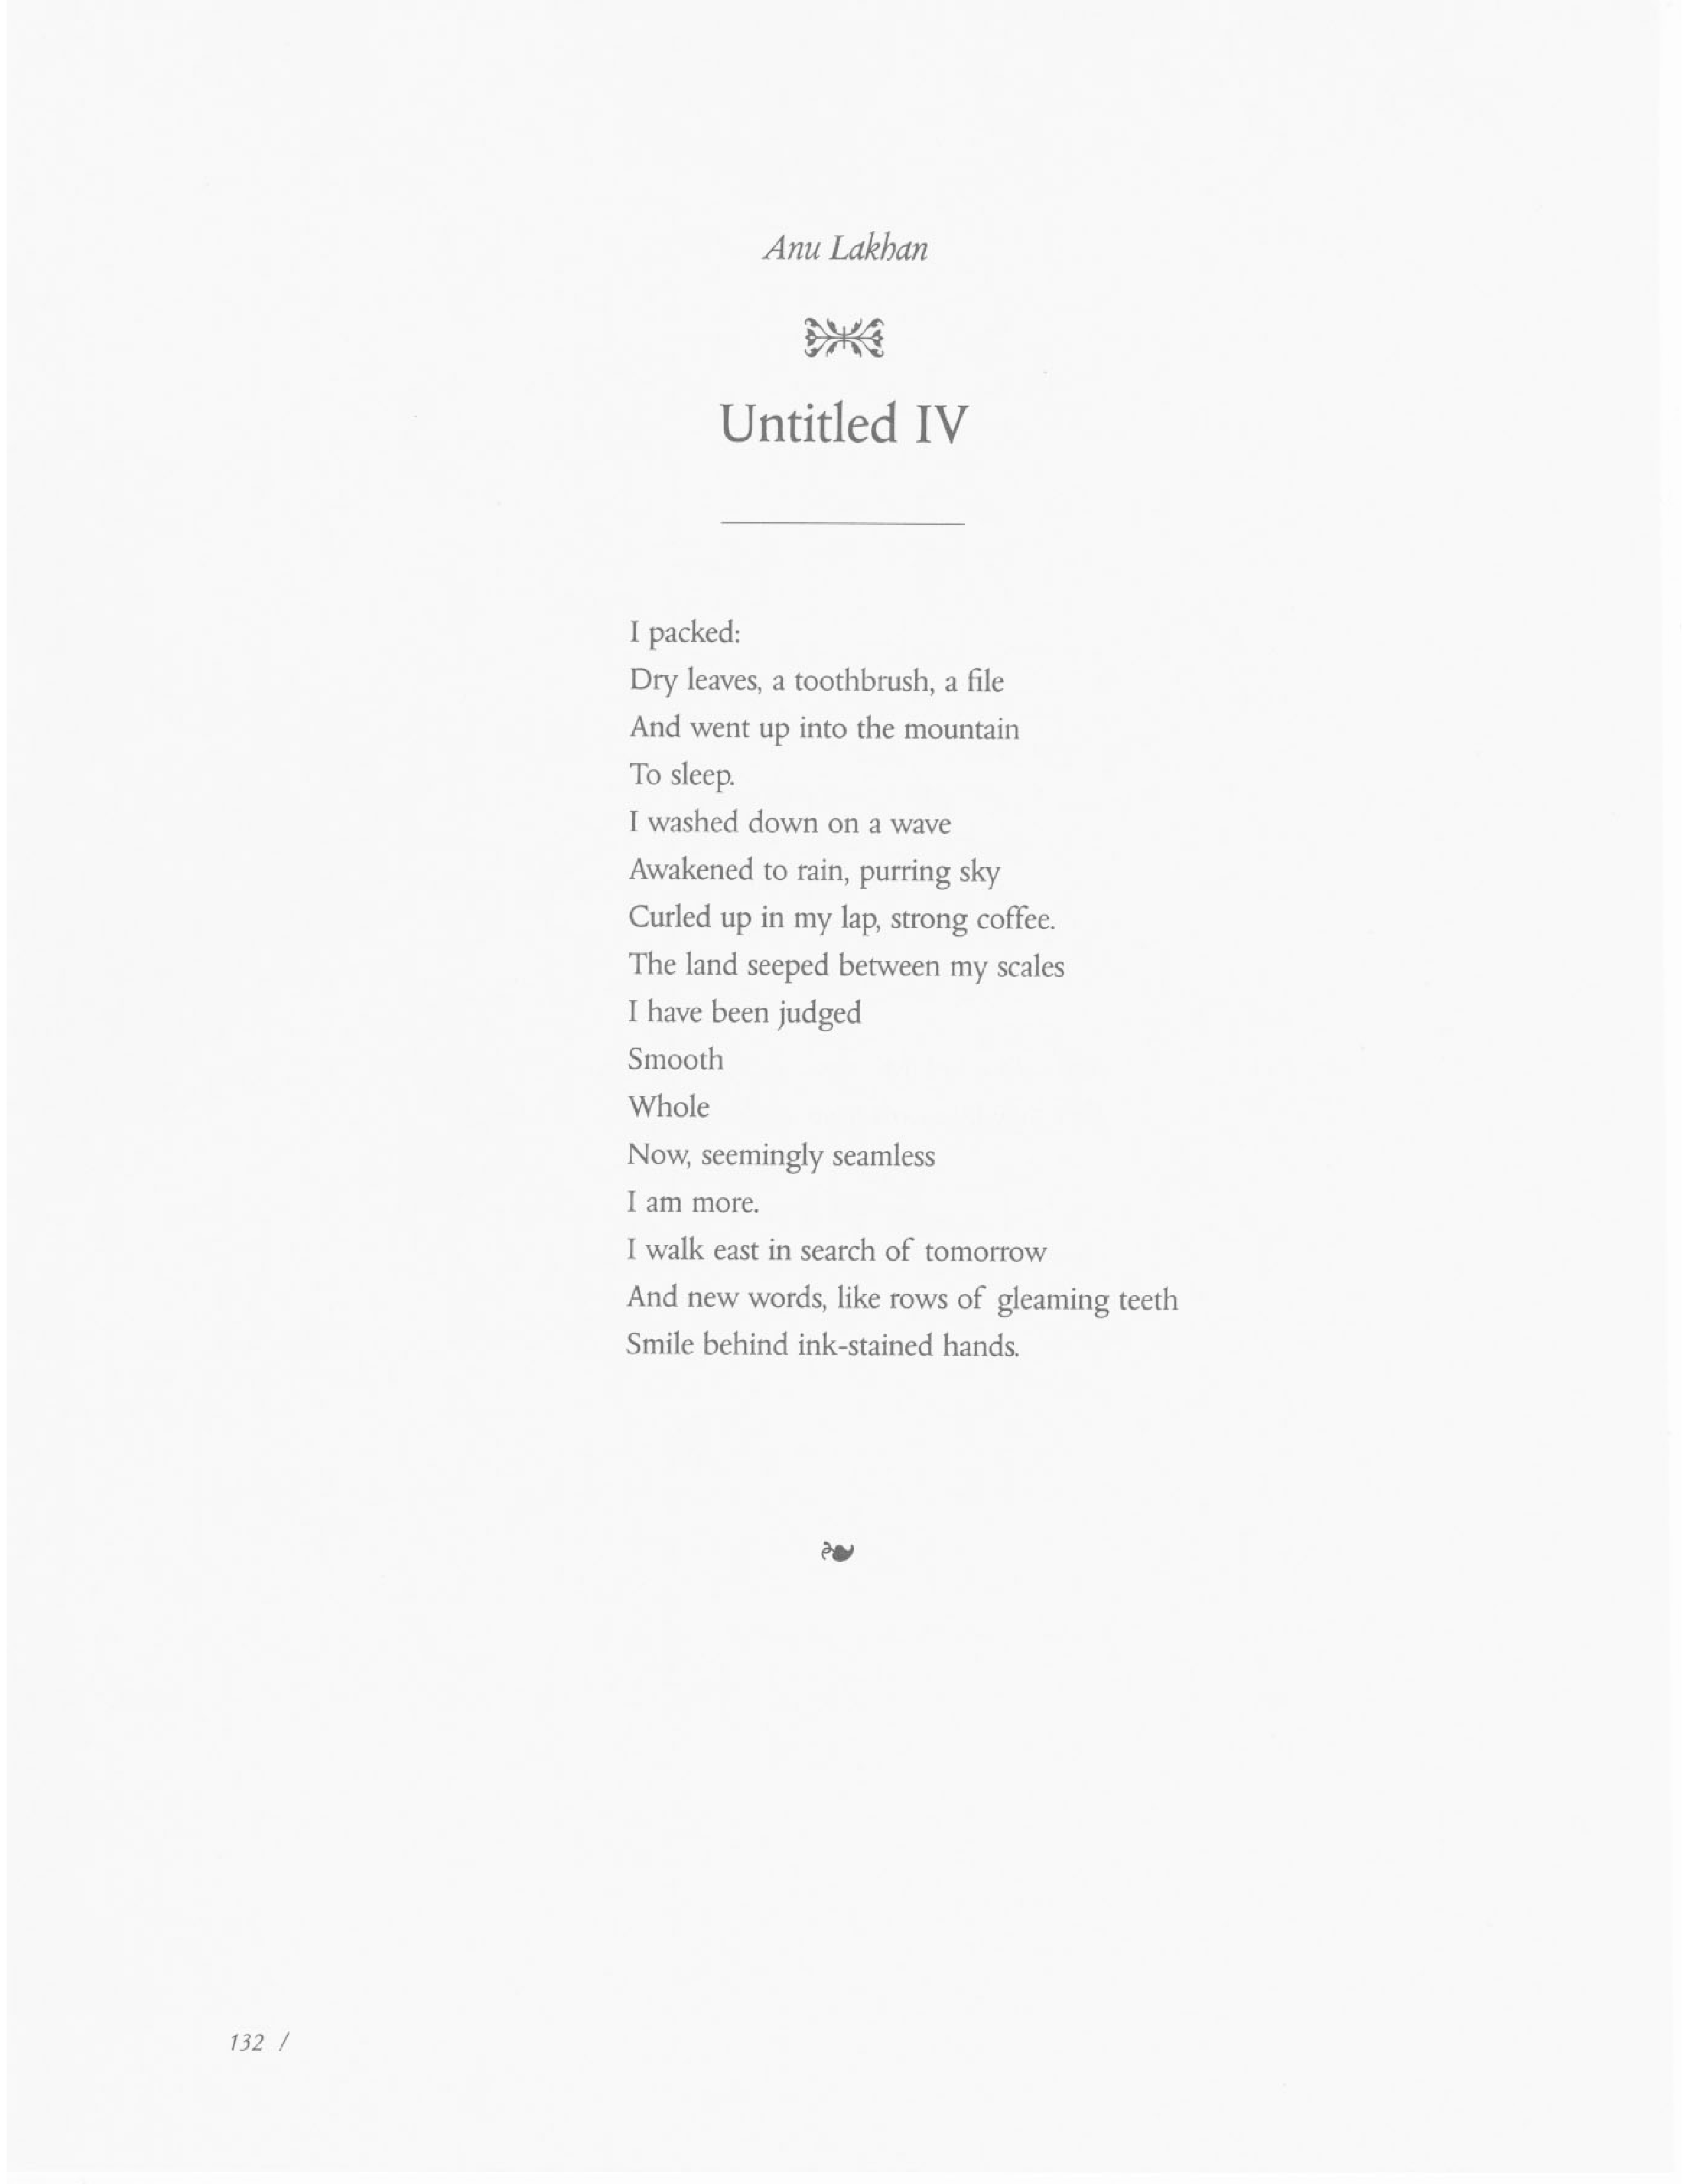 Anu Lakhan
Untitled IV
I packed:
Dry leaves, a toothbrush, a file
And went up into the mountain
To sleep.
I washed down on a wave
Awakened to rain, purring sky
Curled up in my lap, strong coffee.
The land seeped between my scales
I have been judged
Smooth
Whole
Now, seemingly seamless
I am more.
I walk east in search of tomorrow
And new words, like rows of gleaming teeth
Smile behind ink-stained hands.
132 /